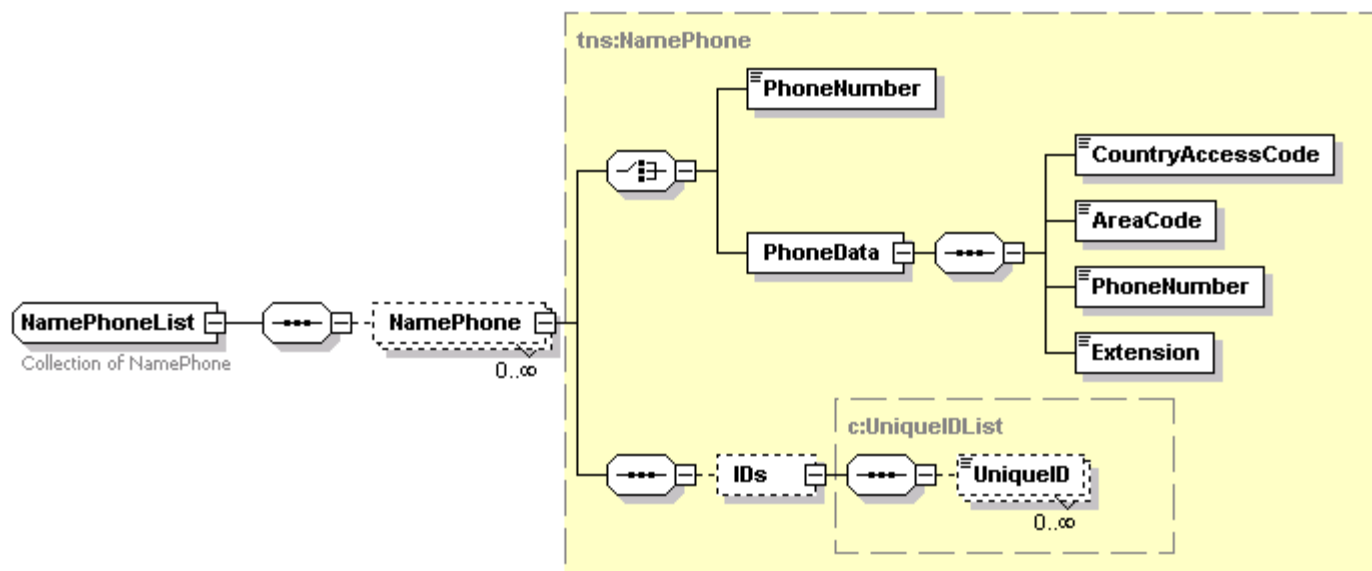 tns:NamePhone
PhoneNumber
CountryAccessCode
AreaCode
PhoneData
PhoneNumber
NamePhoneList
NamePhone
Extension
Collection of NamePhone
0..∞
c:UniqueIDList
IDs
UniqueID
0..∞